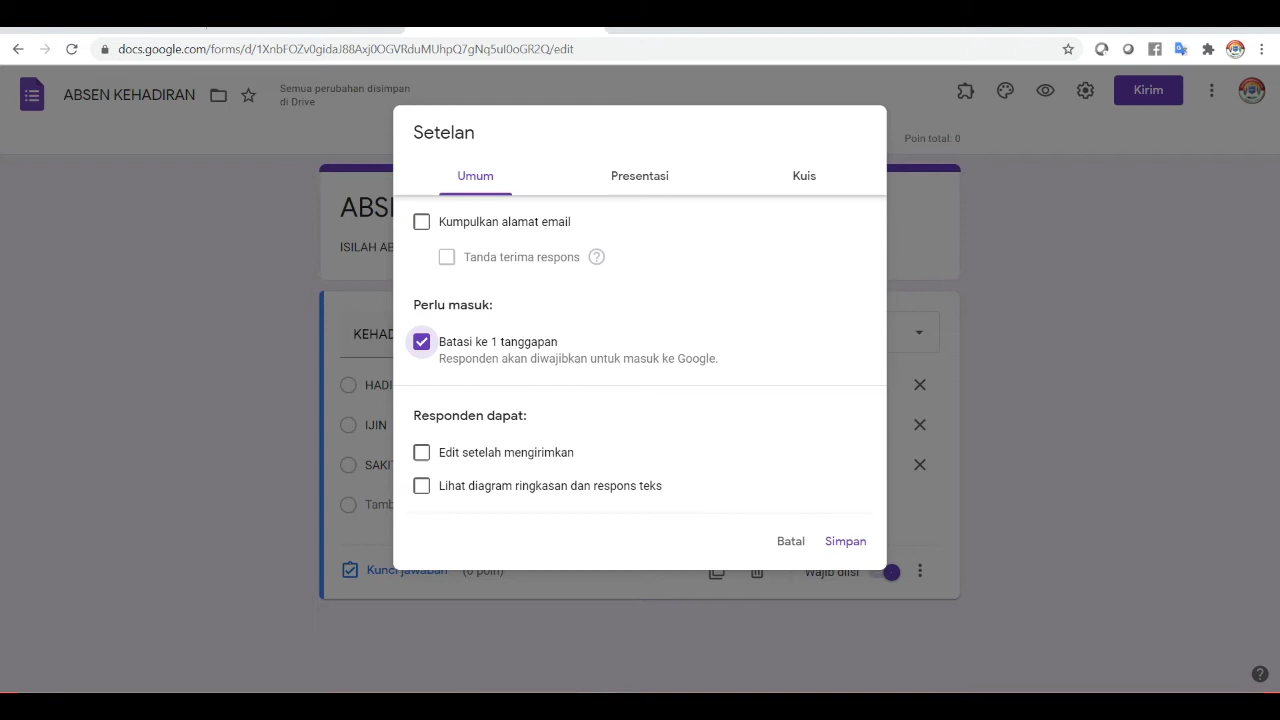 docs.google.com/forms/d/1XnbFOZv0gidaJ88Axj0OGVRduMUhpQ7gNq5ul0oGR2Q/edit
ABSEN KEHADIRAN
Semua perubahan disimpan
di Drive
Kirim
Poin total: 0
Setelan
Umum
Presentasi
Kuis
ABS
ISILAH AB
Kumpulkan alamat email
Tanda terima respons
Perlu masuk:
KEHAD
Batasi ke 1 tanggapan
Responden akan diwajibkan untuk masuk ke Google.
HADI
Responden dapat:
IJIN
Edit setelah mengirimkan
SAKI
Lihat diagram ringkasan dan respons teks
Tamb
Batal
Simpan
Kunci jawaban
(0 poin)
Wajib diisi